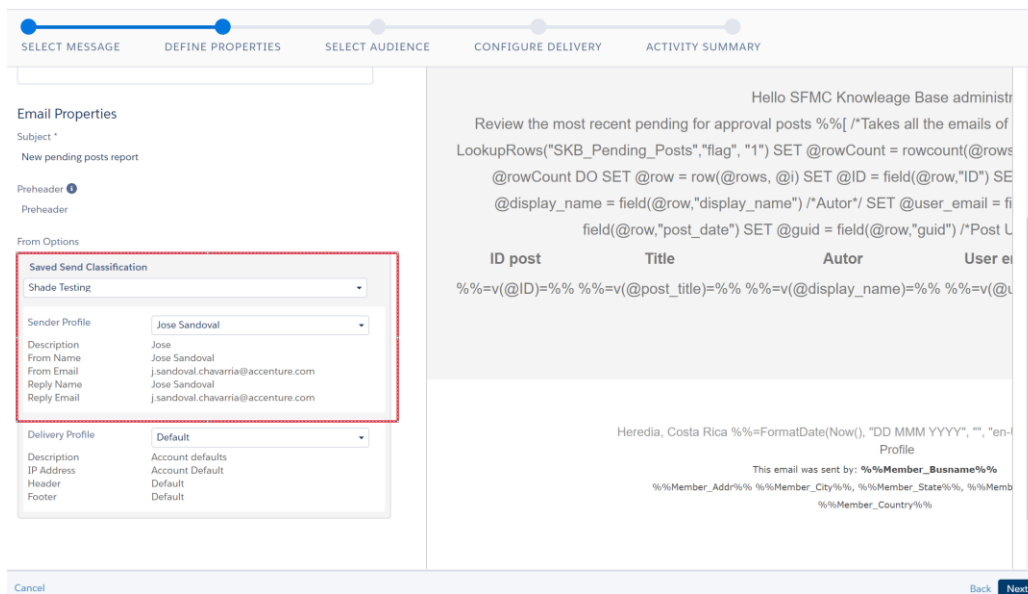 SELECT MESSAGE DEFINE PROPERTIES SELECT AUDIENCE CONFIGURE DELIVERY ACTIVITY SUMMARY
Email Properties
Subject *
New pending posts report
Preheader
Preheader
From Options
Saved Send Classification
Shade Testing
Sender Profile Jose Sandoval
Description Jose
From Name Jose Sandoval
From Email j.sandoval.chavarria@accenture.com
Reply Name Jose Sandoval
Reply Email j.sandoval.chavarria@accenture.com
Delivery Profile Default
Description Account defaults
IP Address Account Default
Header Default
Footer Default
Hello SFMC Knowleage Base administr
Review the most recent pending for approval posts %%[ /*Takes all the emails of
LookupRows("SKB_Pending_Posts","flag", "1") SET @rowCount = rowcount(@rows
@rowCount DO SET @row = row(@rows, @i) SET @ID = field(@row,"ID") SE
@display_name = field(@row,"display_name") /*Autor*/ SET @user_email = fi
field(@row,"post_date") SET @guid = field(@row,"guid") /*Post U
ID post Title Autor User e
%%=v(@ID)=%% %%=v(@post_title)=%% %%=v(@display_name)=%% %%=v(@u
Heredia, Costa Rica %%=FormatDate(Now(), "DD MMM YYYY", "", "en-
Profile
This email was sent by: %%Member_Busname%%
%%Member_Addr%% %%Member_City%%, %%Member_State%%, %%Memb
%%Member_Country%%
Cancel Back Next